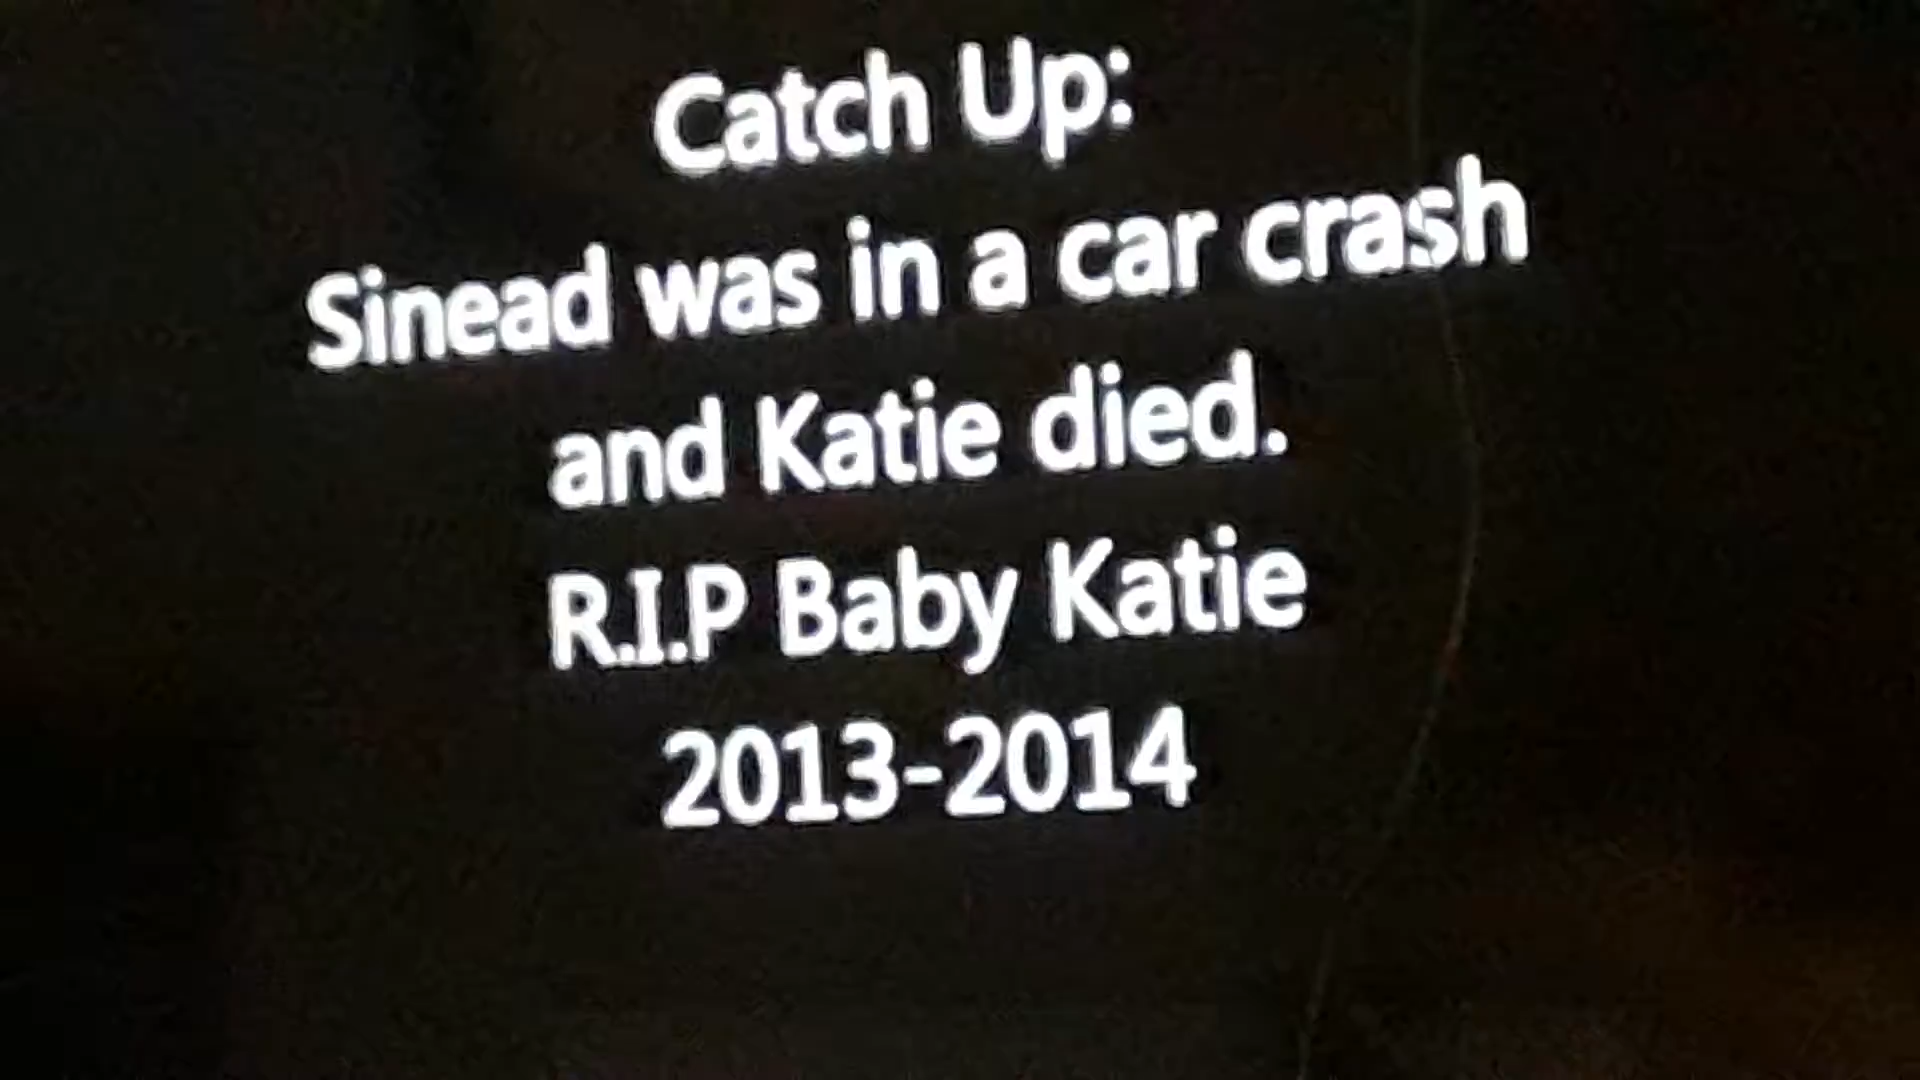 Catch Up:
Sinead was in a car crash
and Katie died.
R.I.P Baby Katie
2013-2014